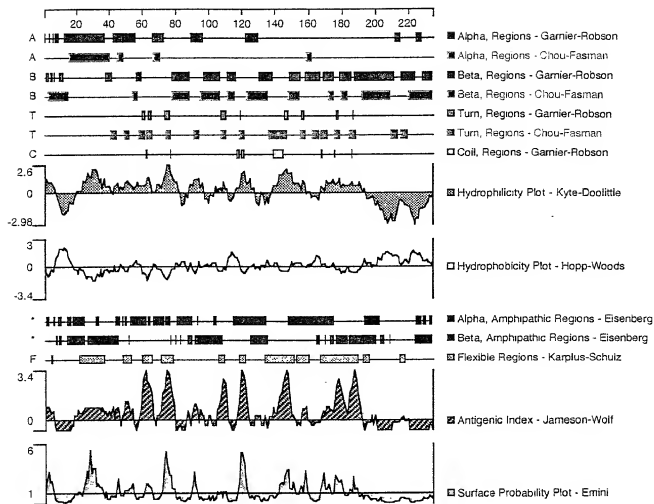 20 40 60 80 100 120 140 160 180 200 220
A Alpha, Regions - Garnier-Robson
A Alpha, Regions - Chou-Fasman
B Beta, Regions - Garnier-Robson
B Beta, Regions - Chou-Fasman
T Turn, Regions - Garnier-Robson
T Turn, Regions - Chou-Fasman
C Coil, Regions - Garnier-Robson
2.6
0 Hydrophilicity Plot - Kyte-Doolittle
-2.98
3
0 Hydrophobicity Plot - Hopp-Woods
-3.4
* Alpha, Amphipathic Regions - Eisenberg
* Beta, Amphipathic Regions - Eisenberg
F Flexible Regions - Karplus-Schulz
3.4
0 Antigenic Index - Jameson-Wolf
6
1 Surface Probability Plot - Emini